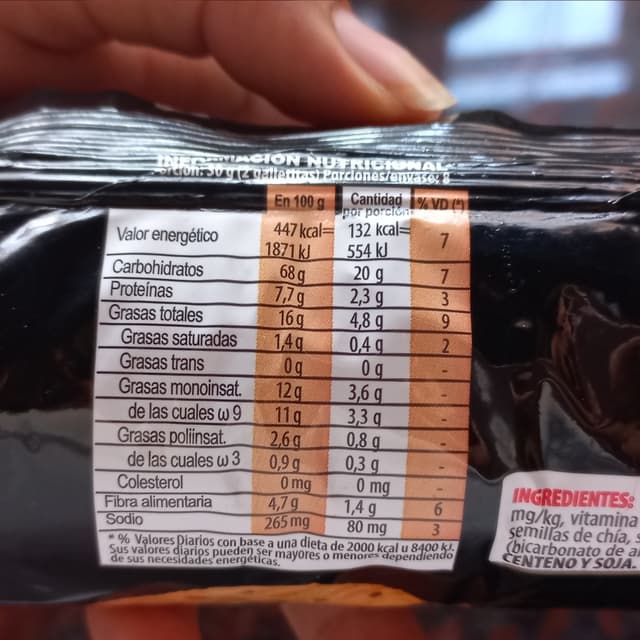 INFORMACIÓN NUTRICIONAL
Porción: 30 g (2 galletitas) Porciones/envase: 8
En 100 g Cantidad por porción % VD (*)
Valor energético 447 kcal= 1871 kJ 132 kcal= 554 kJ 7
Carbohidratos 68 g 20 g 7
Proteínas 7,7 g 2,3 g 3
Grasas totales 16 g 4,8 g 9
Grasas saturadas 1,4 g 0,4 g 2
Grasas trans 0 g 0 g -
Grasas monoinsat. 12 g 3,6 g -
de las cuales ω 9 11 g 3,3 g -
Grasas poliinsat. 2,6 g 0,8 g -
de las cuales ω 3 0,9 g 0,3 g -
Colesterol 0 mg 0 mg -
Fibra alimentaria 4,7 g 1,4 g 6
Sodio 265 mg 80 mg 3
* % Valores Diarios con base a una dieta de 2000 kcal u 8400 kJ.
Sus valores diarios pueden ser mayores o menores dependiendo
de sus necesidades energéticas.
INGREDIENTES:
mg/kg, vitamina
semillas de chía,
(bicarbonato de
CENTENO Y SOJA.